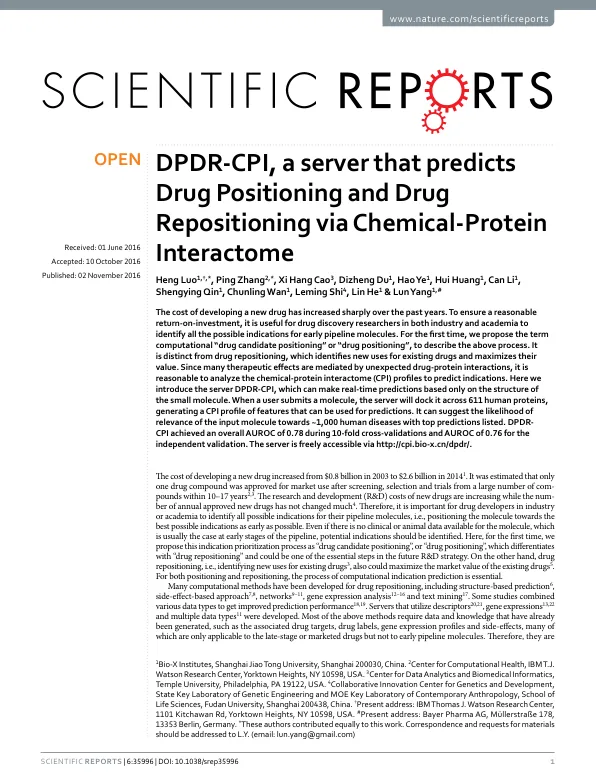 www.nature.com/scientificreports
SCIENTIFIC REPORTS
OPEN
DPDR-CPI, a server that predicts
Drug Positioning and Drug
Repositioning via Chemical-Protein
Interactome
Received: 01 June 2016
Accepted: 10 October 2016
Published: 02 November 2016
Heng Luo1,†,*, Ping Zhang2,*, Xi Hang Cao3, Dizheng Du1, Hao Ye1, Hui Huang1, Can Li1,
Shengying Qin1, Chunling Wan1, Leming Shi4, Lin He1 & Lun Yang1,#
The cost of developing a new drug has increased sharply over the past years. To ensure a reasonable
return-on-investment, it is useful for drug discovery researchers in both industry and academia to
identify all the possible indications for early pipeline molecules. For the first time, we propose the term
computational “drug candidate positioning” or “drug positioning”, to describe the above process. It
is distinct from drug repositioning, which identifies new uses for existing drugs and maximizes their
value. Since many therapeutic effects are mediated by unexpected drug-protein interactions, it is
reasonable to analyze the chemical-protein interactome (CPI) profiles to predict indications. Here we
introduce the server DPDR-CPI, which can make real-time predictions based only on the structure
of the small molecule. When a user submits a molecule, the server will dock it across 611 human proteins,
generating a CPI profile of features that can be used for predictions. It can suggest the likelihood of
relevance of the input molecule towards ~1,000 human diseases with top predictions listed. DPDR-
CPI achieved an overall AUROC of 0.78 during 10-fold cross-validations and AUROC of 0.76 for the
independent validation. The server is freely accessible via http://cpi.bio-x.cn/dpdr/.
The cost of developing a new drug increased from $0.8 billion in 2003 to $2.6 billion in 20141. It was estimated that only
one drug compound was approved for market use after screening, selection and trials from a large number of com-
pounds within 10–17 years2,3. The research and development (R&D) costs of new drugs are increasing while the num-
ber of annual approved new drugs has not changed much4. Therefore, it is important for drug developers in industry
or academia to identify all possible indications for their pipeline molecules, i.e., positioning the molecule towards the
best possible indications as early as possible. Even if there is no clinical or animal data available for the molecule, which
is usually the case at early stages of the pipeline, potential indications should be identified. Here, for the first time, we
propose this indication prioritization process as “drug candidate positioning”, or “drug positioning”, which differentiates
with “drug repositioning” and could be one of the essential steps in the future R&D strategy. On the other hand, drug
repositioning, i.e., identifying new uses for existing drugs5, also could maximize the market value of the existing drugs5.
For both positioning and repositioning, the process of computational indication prediction is essential.
Many computational methods have been developed for drug repositioning, including structure-based prediction6,
side-effect-based approach7,8, networks9–11, gene expression analysis12–16 and text mining17. Some studies combined
various data types to get improved prediction performance18,19. Servers that utilize descriptors20,21, gene expressions13,22
and multiple data types11 were developed. Most of the above methods require data and knowledge that have already
been generated, such as the associated drug targets, drug labels, gene expression profiles and side-effects, many of
which are only applicable to the late-stage or marketed drugs but not to early pipeline molecules. Therefore, they are
1Bio-X Institutes, Shanghai Jiao Tong University, Shanghai 200030, China. 2Center for Computational Health, IBM T.J.
Watson Research Center, Yorktown Heights, NY 10598, USA. 3Center for Data Analytics and Biomedical Informatics,
Temple University, Philadelphia, PA 19122, USA. 4Collaborative Innovation Center for Genetics and Development,
State Key Laboratory of Genetic Engineering and MOE Key Laboratory of Contemporary Anthropology, School of
Life Sciences, Fudan University, Shanghai 200438, China. †Present address: IBM Thomas J. Watson Research Center,
1101 Kitchawan Rd, Yorktown Heights, NY 10598, USA. #Present address: Bayer Pharma AG, Müllerstraße 178,
13353 Berlin, Germany. *These authors contributed equally to this work. Correspondence and requests for materials
should be addressed to L.Y. (email: lun.yang@gmail.com)
SCIENTIFIC REPORTS | 6:35996 | DOI: 10.1038/srep35996
1